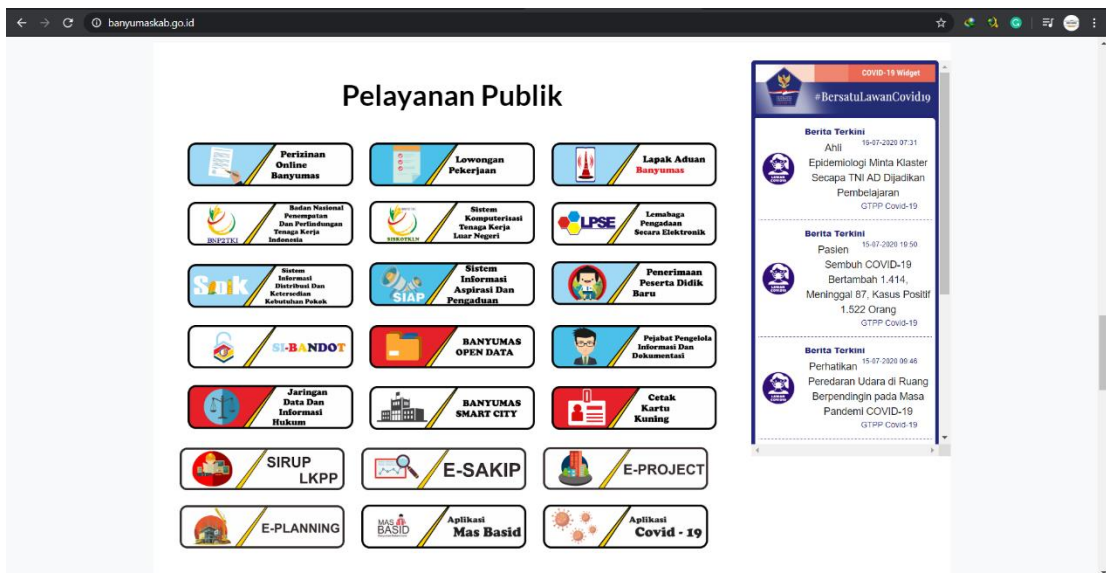 banyumaskab.go.id
Pelayanan Publik
Perizinan
Online
Banyumas
Lowongan
Pekerjaan
Lapak Aduan
Banyumas
BNP2TKI
Badan Nasional
Penempatan
Dan Perlindungan
Tenaga Kerja
Indonesia
SISKOTKLN
Sistem
Komputerisasi
Tenaga Kerja
Luar Negeri
LPSE
Lemabaga
Pengadaan
Secara Elektronik
Sistem
Informasi
Distribusi Dan
Ketersedian
Kebutuhan Pokok
SIAP
Sistem
Informasi
Aspirasi Dan
Pengaduan
Penerimaan
Peserta Didik
Baru
SI-BANDOT
BANYUMAS
OPEN DATA
Pejabat Pengelola
Informasi Dan
Dokumentasi
Jaringan
Data Dan
Informasi
Hukum
BANYUMAS
SMART CITY
Cetak
Kartu
Kuning
SIRUP
LKPP
E-SAKIP
E-PROJECT
E-PLANNING
MAS
BASID
Aplikasi
Mas Basid
Aplikasi
Covid - 19
COVID-19 Widget
#BersatuLawanCovid19
Berita Terkini
Ahli 16-07-2020 07:31
Epidemiologi Minta Klaster
Secapa TNI AD Dijadikan
Pembelajaran
GTPP Covid-19
Berita Terkini
Pasien 15-07-2020 19:50
Sembuh COVID-19
Bertambah 1.414,
Meninggal 87, Kasus Positif
1.522 Orang
GTPP Covid-19
Berita Terkini
Perhatikan 15-07-2020 09:46
Peredaran Udara di Ruang
Berpendingin pada Masa
Pandemi COVID-19
GTPP Covid-19